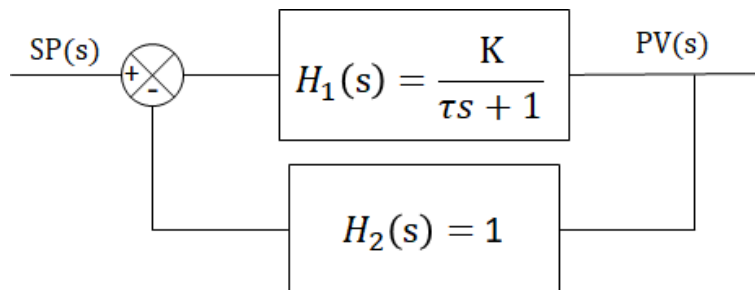 SP(s)
PV(s)
+
-
H₁(s) = K / (τs + 1)
H₂(s) = 1